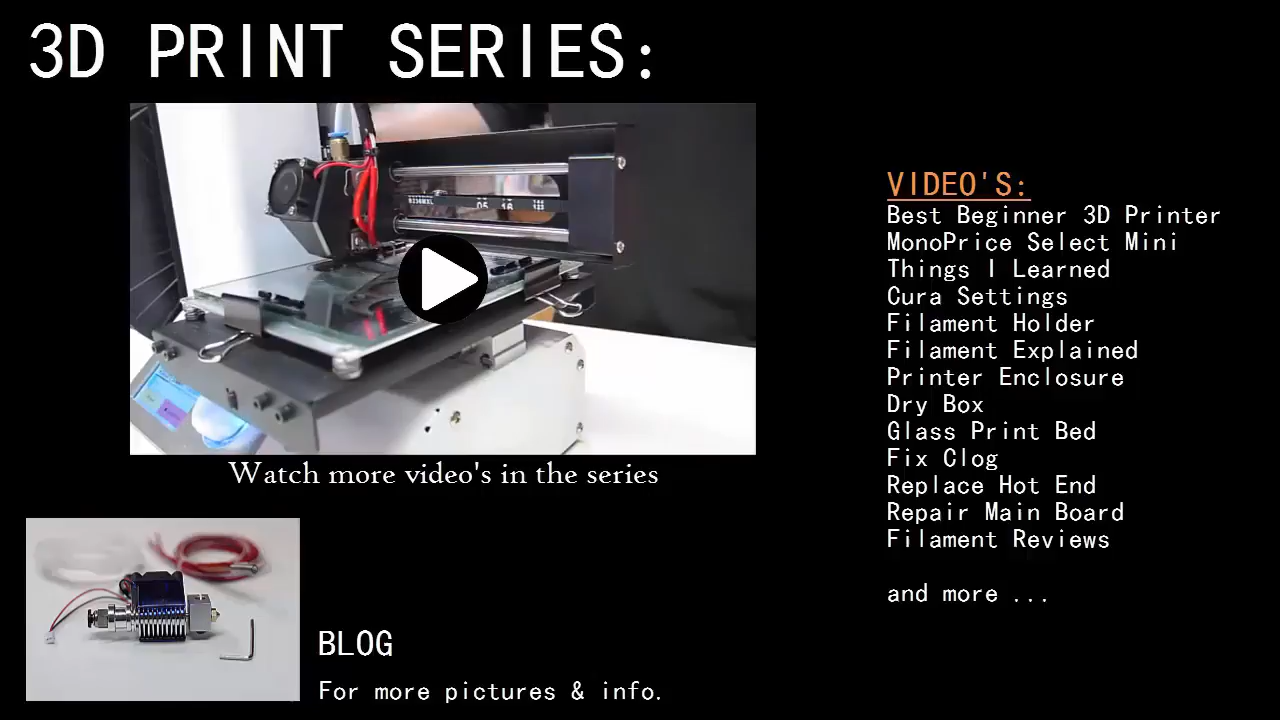 3D PRINT SERIES:
Watch more video's in the series
VIDEO'S:
Best Beginner 3D Printer
MonoPrice Select Mini
Things I Learned
Cura Settings
Filament Holder
Filament Explained
Printer Enclosure
Dry Box
Glass Print Bed
Fix Clog
Replace Hot End
Repair Main Board
Filament Reviews
and more ...
BLOG
For more pictures & info.